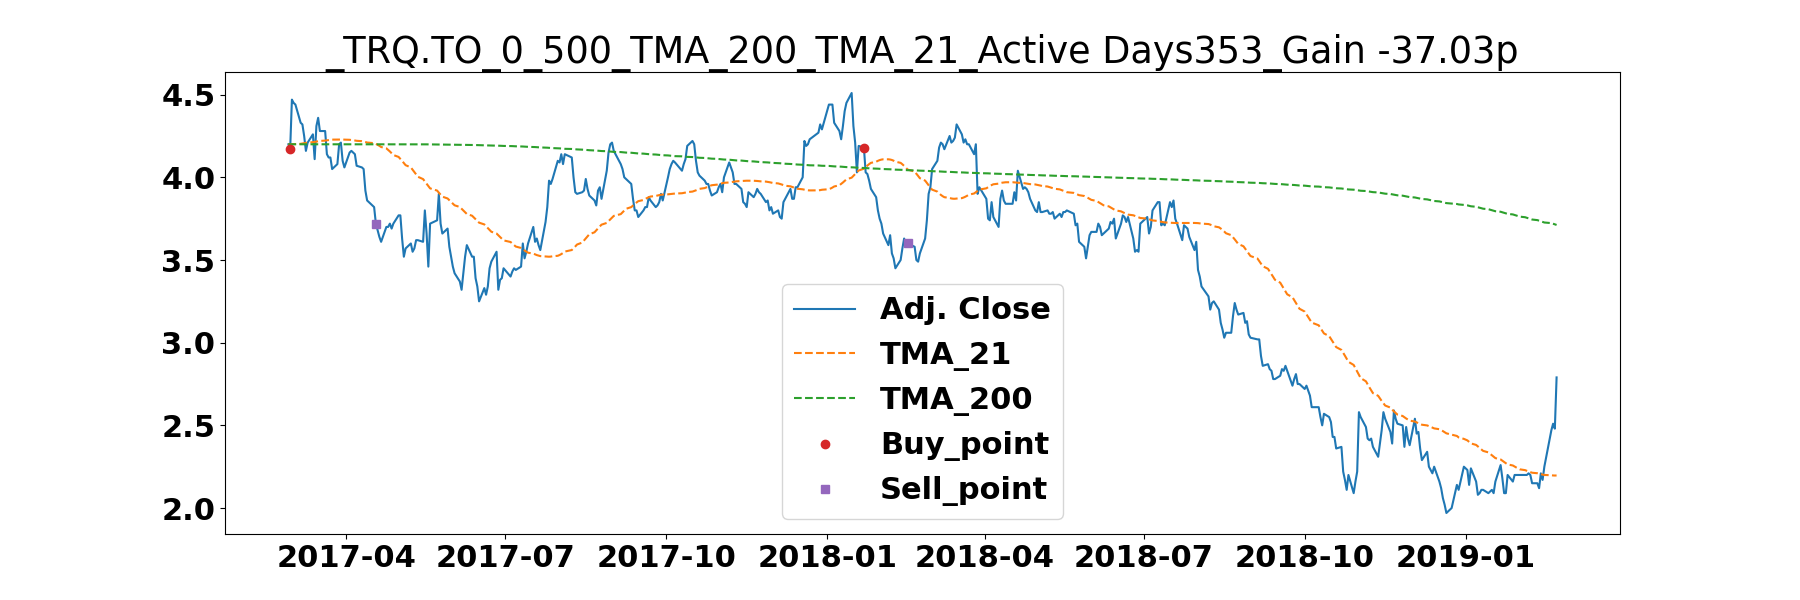 _TRQ.TO_0_500_TMA_200_TMA_21_Active Days353_Gain -37.03p
4.5
4.0
3.5
3.0
2.5
2.0
Adj. Close
TMA_21
TMA_200
Buy_point
Sell_point
2017-04 2017-07 2017-10 2018-01 2018-04 2018-07 2018-10 2019-01